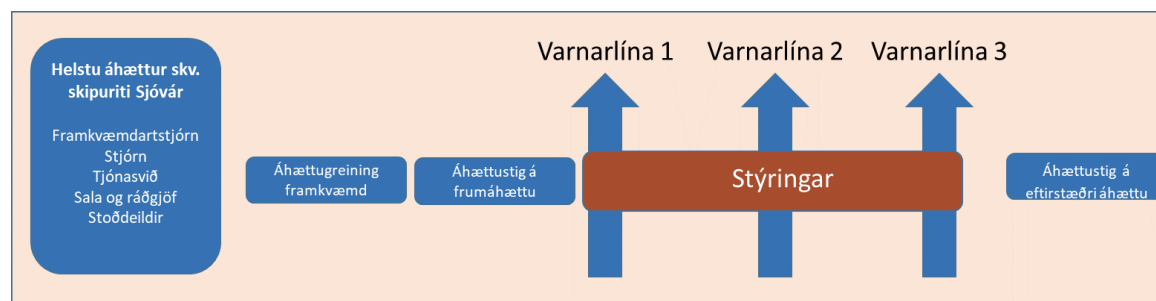 Helstu áhættur skv.
skipuriti Sjóvár
Framkvæmdartstjórn
Stjórn
Tjónasvið
Sala og ráðgjöf
Stoðdeildir
Áhættugreining
framkvæmd
Áhættustig á
frumáhættu
Varnarlína 1
Varnarlína 2
Varnarlína 3
Stýringar
Áhættustig á
eftirstæðri áhættu